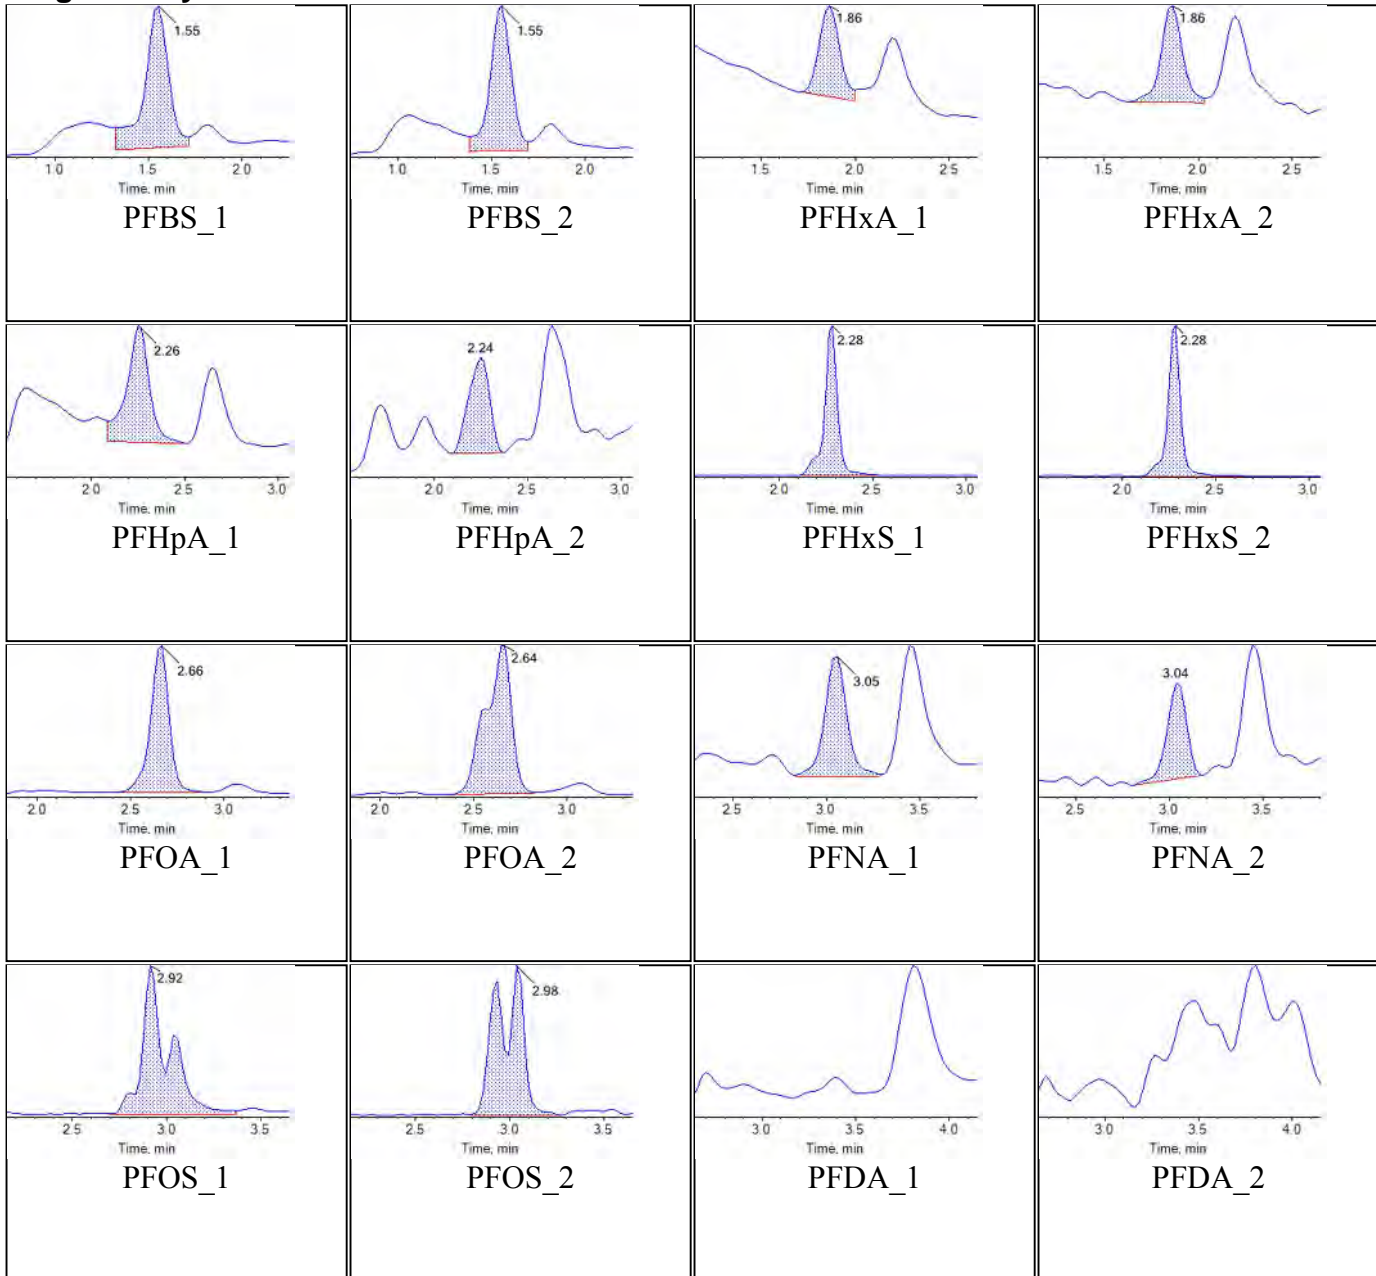 1.55 1.55 1.86 1.86
1.0 1.5 2.0 1.0 1.5 2.0 1.5 2.0 2.5 1.5 2.0 2.5
Time, min Time, min Time, min Time, min
PFBS_1 PFBS_2 PFHxA_1 PFHxA_2
2.26 2.24 2.28 2.28
2.0 2.5 3.0 2.0 2.5 3.0 2.0 2.5 3.0 2.0 2.5 3.0
Time, min Time, min Time, min Time, min
PFHpA_1 PFHpA_2 PFHxS_1 PFHxS_2
2.66 2.64 3.05 3.04
2.0 2.5 3.0 2.0 2.5 3.0 2.5 3.0 3.5 2.5 3.0 3.5
Time, min Time, min Time, min Time, min
PFOA_1 PFOA_2 PFNA_1 PFNA_2
2.92 2.98
2.5 3.0 3.5 2.5 3.0 3.5 3.0 3.5 4.0 3.0 3.5 4.0
Time, min Time, min Time, min Time, min
PFOS_1 PFOS_2 PFDA_1 PFDA_2